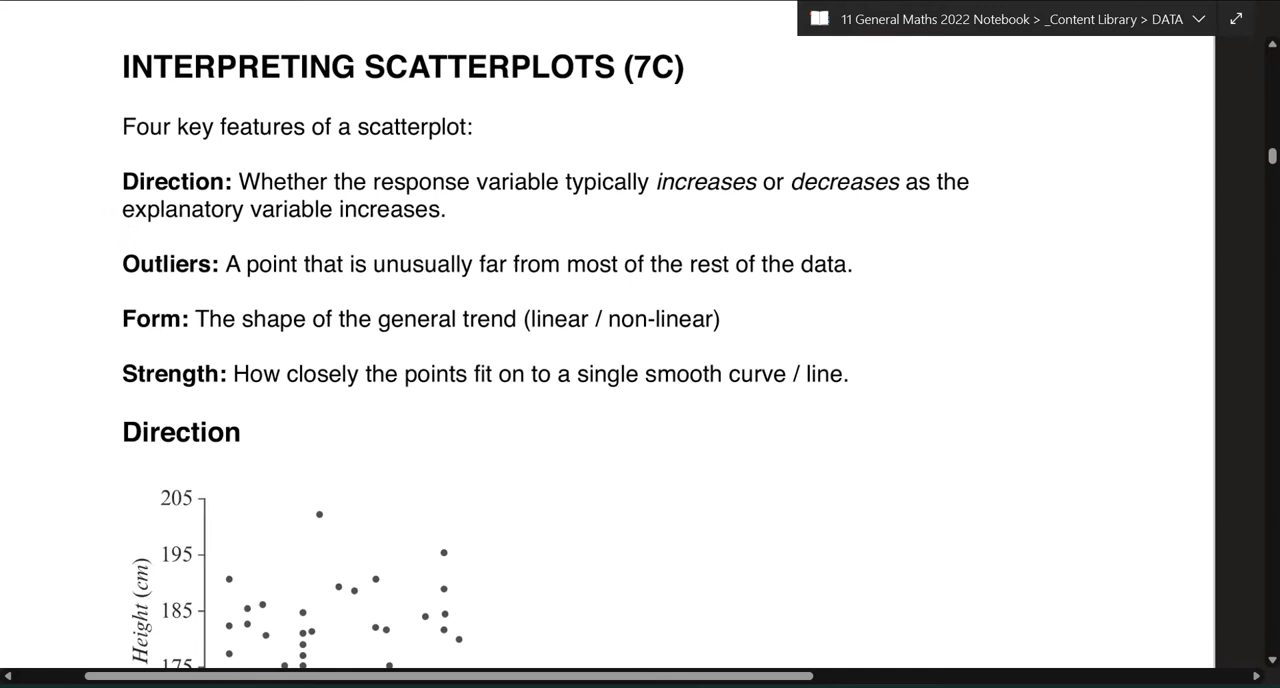 11 General Maths 2022 Notebook > _Content Library > DATA
INTERPRETING SCATTERPLOTS (7C)
Four key features of a scatterplot:
Direction: Whether the response variable typically increases or decreases as the
explanatory variable increases.
Outliers: A point that is unusually far from most of the rest of the data.
Form: The shape of the general trend (linear / non-linear)
Strength: How closely the points fit on to a single smooth curve / line.
Direction
205
195
185
175
Height (cm)